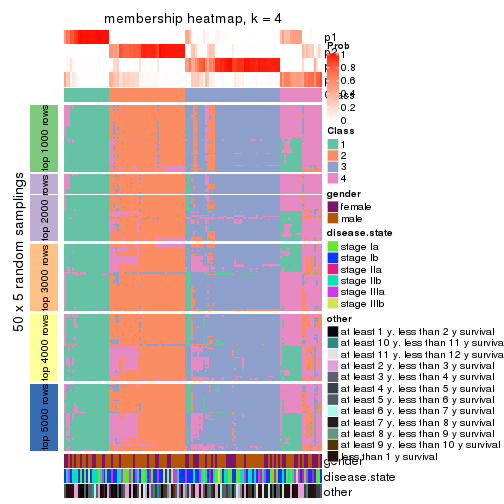 membership heatmap, k = 4
50 x 5 random samplings
top 1000 rows
top 2000 rows
top 3000 rows
top 4000 rows
top 5000 rows
p1
Prob
1
0.8
0.6
0.4
0.2
0
Class
1
2
3
4
gender
female
male
disease.state
stage Ia
stage Ib
stage IIa
stage IIb
stage IIIa
stage IIIb
other
at least 1 y. less than 2 y survival
at least 10 y. less than 11 y survival
at least 11 y. less than 12 y survival
at least 2 y. less than 3 y survival
at least 3 y. less than 4 y survival
at least 4 y. less than 5 y survival
at least 5 y. less than 6 y survival
at least 6 y. less than 7 y survival
at least 7 y. less than 8 y survival
at least 8 y. less than 9 y survival
at least 9 y. less than 10 y survival
less than 1 y survival
gender
disease.state
other